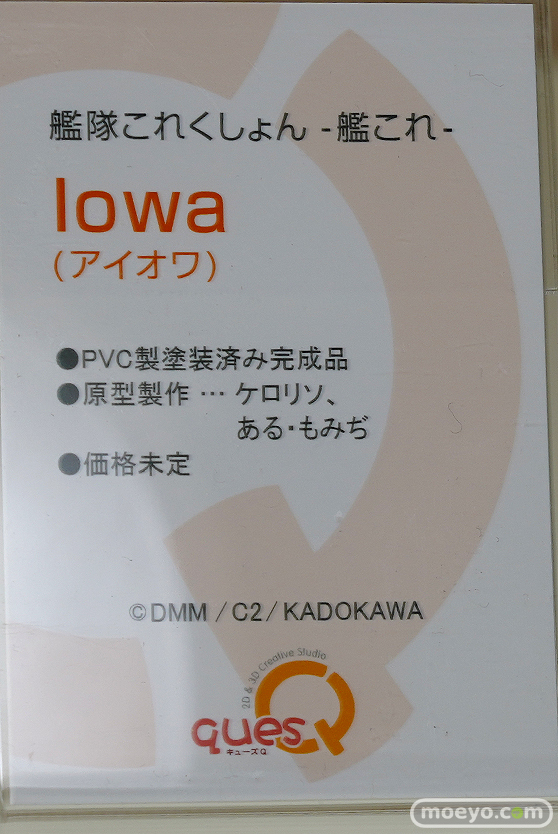 艦隊これくしょん -艦これ-
Iowa
(アイオワ)
●PVC製塗装済み完成品
●原型製作 … ケロリソ、
ある・もみぢ
●価格未定
©DMM / C2 / KADOKAWA
2D & 3D Creative Studio
quesQ
キューズQ
moeyo.com